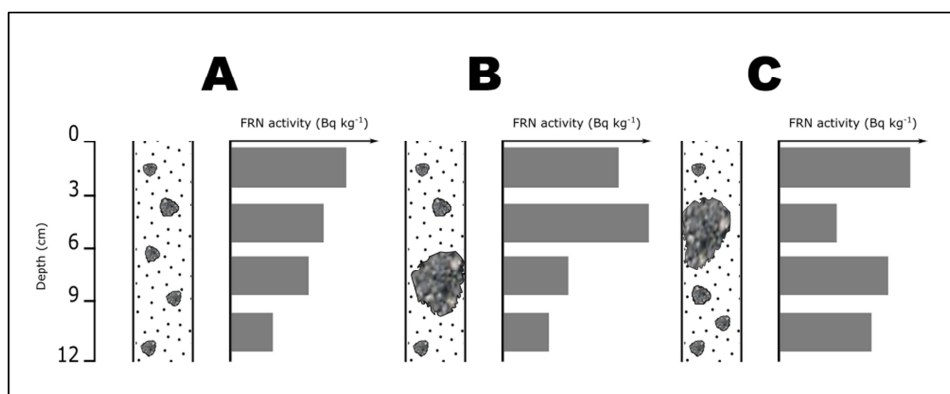 A B C
FRN activity (Bq kg⁻¹) FRN activity (Bq kg⁻¹) FRN activity (Bq kg⁻¹)
0
3
6
9
12
Depth (cm)